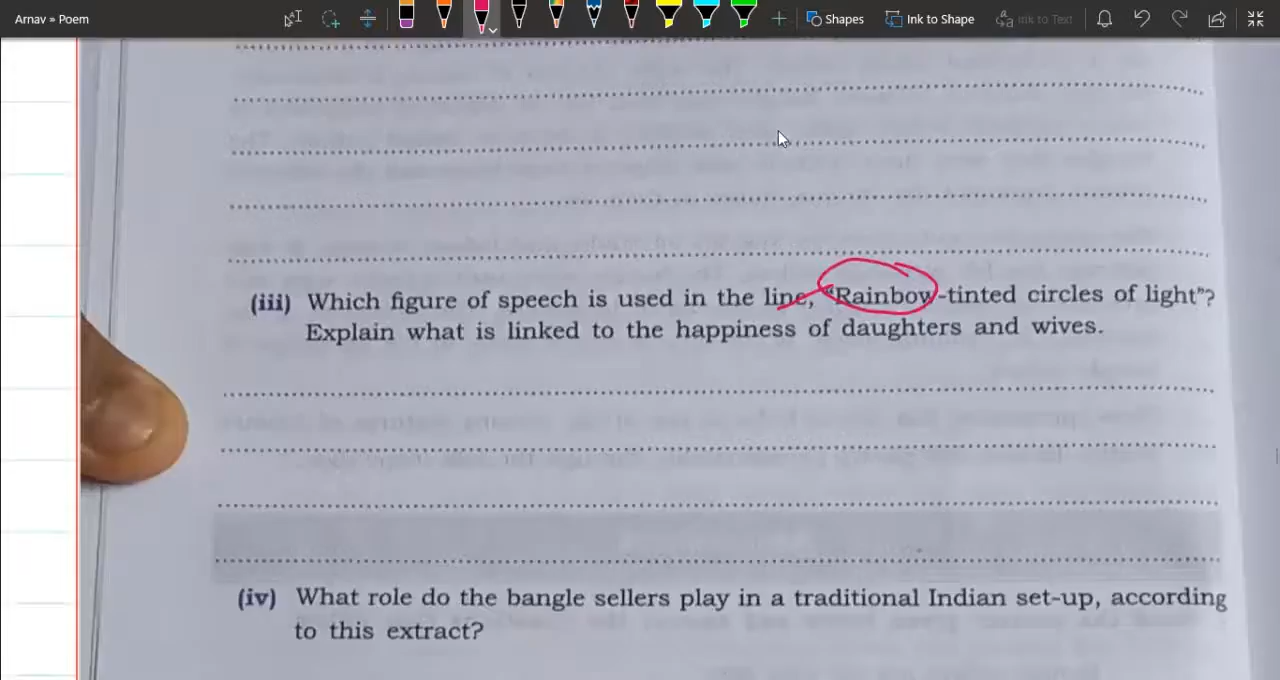 Arnav » Poem
Shapes
Ink to Shape
Ink to Text
(iii) Which figure of speech is used in the line, "Rainbow-tinted circles of light"?
Explain what is linked to the happiness of daughters and wives.
(iv) What role do the bangle sellers play in a traditional Indian set-up, according
to this extract?